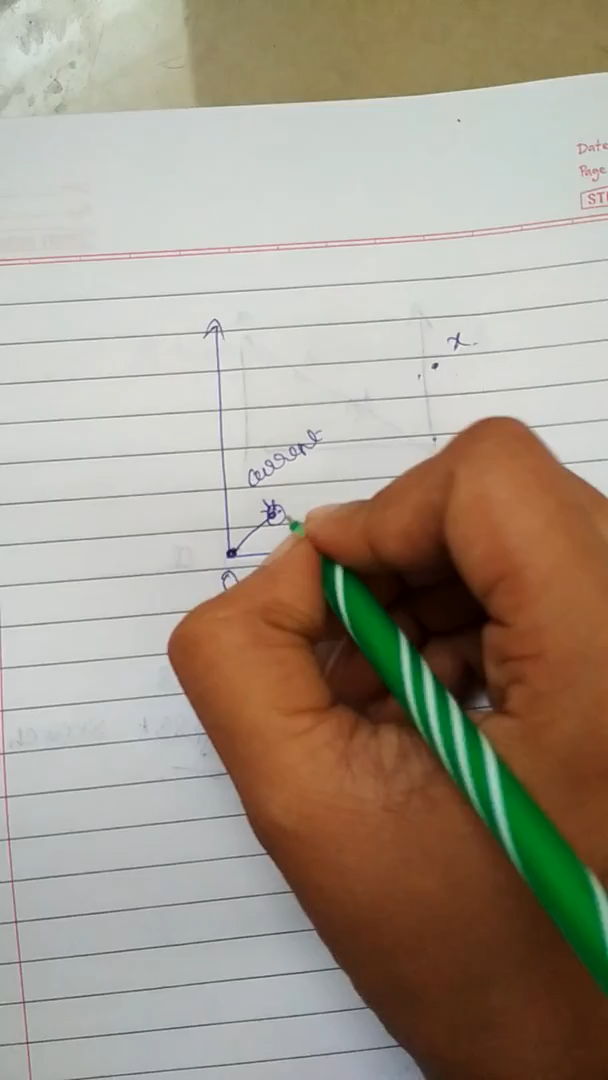 Date
Page
x.
current
O